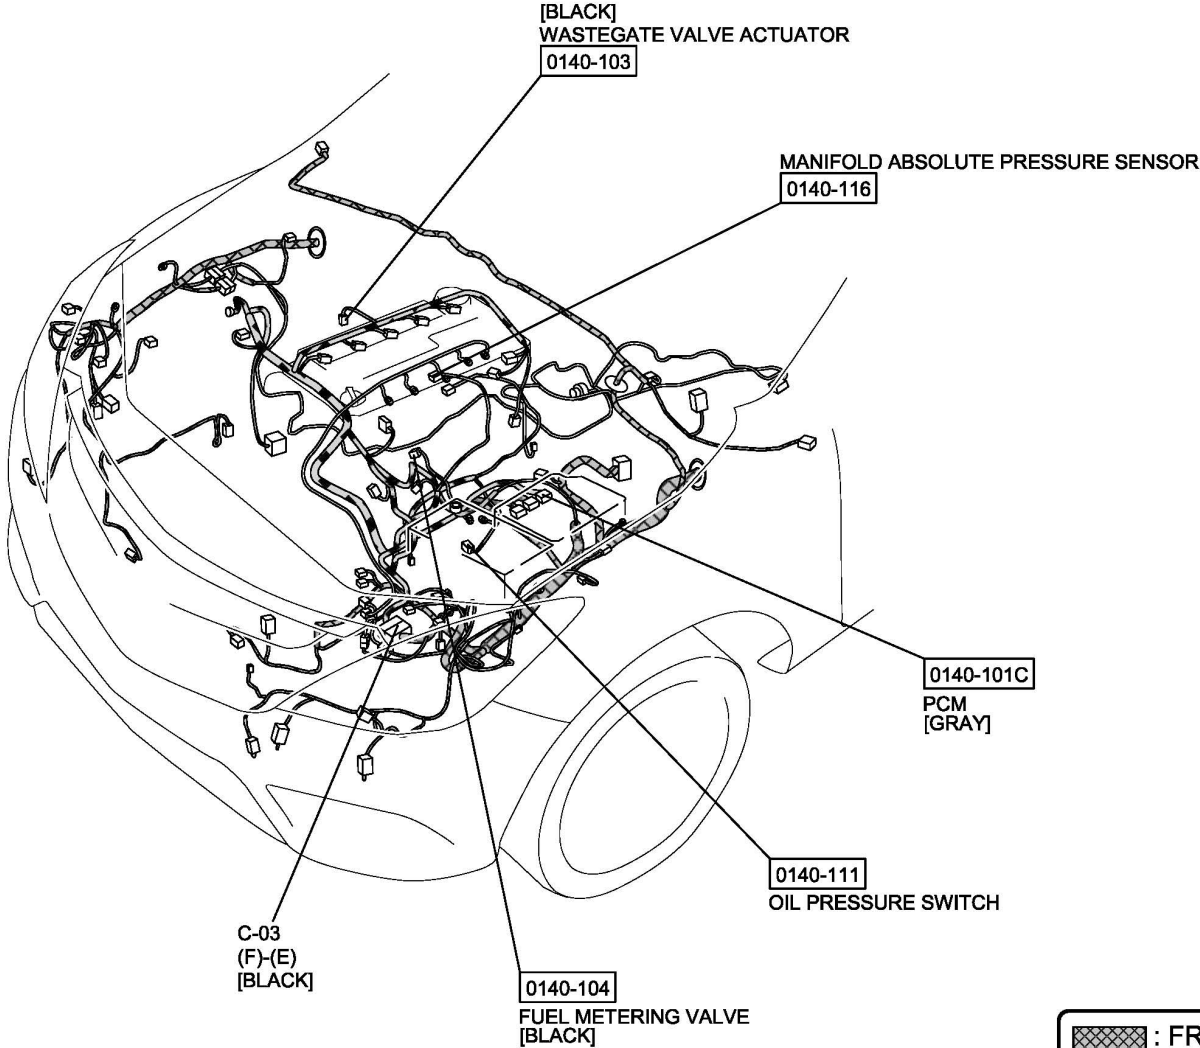 [BLACK]
WASTEGATE VALVE ACTUATOR
0140-103
MANIFOLD ABSOLUTE PRESSURE SENSOR
0140-116
0140-101C
PCM
[GRAY]
0140-111
OIL PRESSURE SWITCH
C-03
(F)-(E)
[BLACK]
0140-104
FUEL METERING VALVE
[BLACK]
: FR